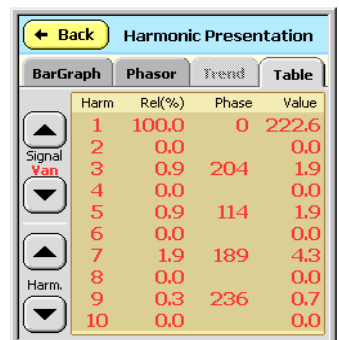 Back Harmonic Presentation
BarGraph Phasor Trend Table
Harm Rel(%) Phase Value
1 100.0 0 222.6
2 0.0 0.0
3 0.9 204 1.9
4 0.0 0.0
5 0.9 114 1.9
6 0.0 0.0
7 1.9 189 4.3
8 0.0 0.0
9 0.3 236 0.7
10 0.0 0.0
Signal
Van
Harm.